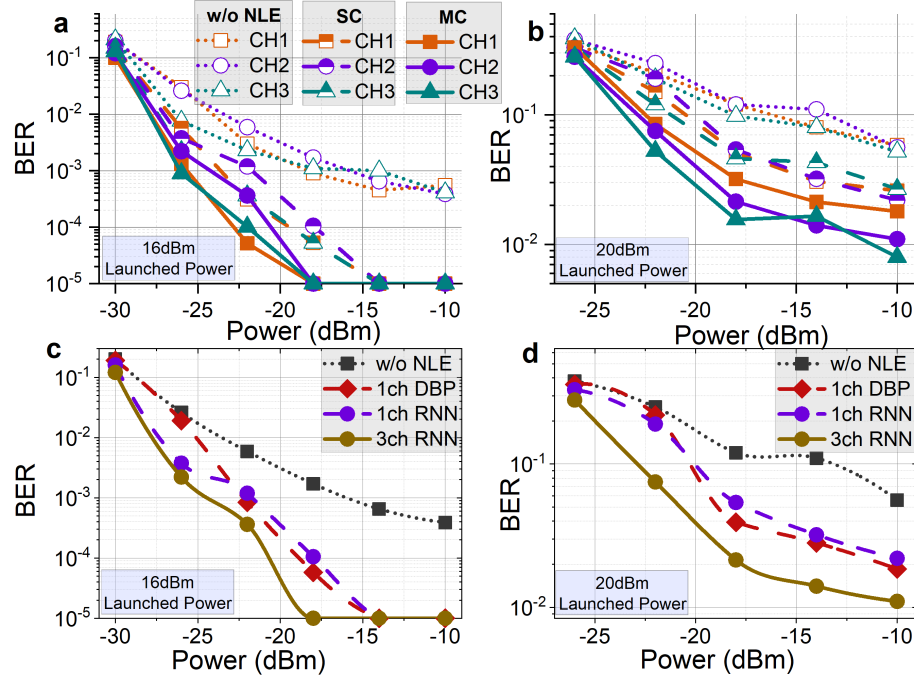 a
w/o NLE SC MC
CH1 CH1 CH1
CH2 CH2 CH2
CH3 CH3 CH3
10⁻¹
10⁻²
10⁻³
10⁻⁴
10⁻⁵
BER
16dBm
Launched Power
-30 -25 -20 -15 -10
Power (dBm)
b
10⁻¹
10⁻²
BER
20dBm
Launched Power
-25 -20 -15 -10
Power (dBm)
c
w/o NLE
1ch DBP
1ch RNN
3ch RNN
10⁻¹
10⁻²
10⁻³
10⁻⁴
10⁻⁵
BER
16dBm
Launched Power
-30 -25 -20 -15 -10
Power (dBm)
d
w/o NLE
1ch DBP
1ch RNN
3ch RNN
10⁻¹
10⁻²
BER
20dBm
Launched Power
-25 -20 -15 -10
Power (dBm)